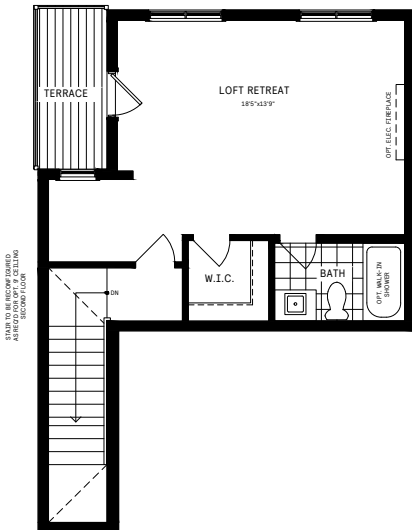 TERRACE
LOFT RETREAT
18'5"x13'9"
OPT. ELEC. FIREPLACE
W.I.C.
BATH
OPT. WALK-IN
SHOWER
DN
STAIR TO BE RECONFIGURED
AS REQ'D FOR OPT. 9' CEILING
SECOND FLOOR